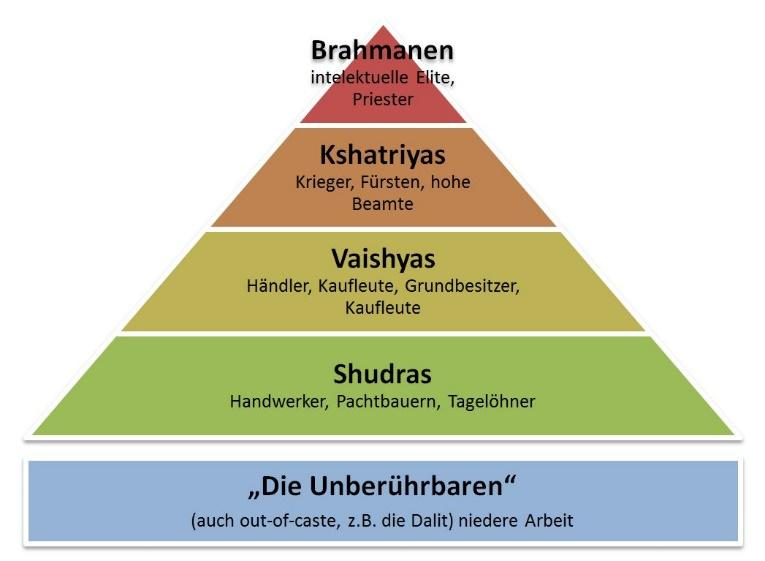 Brahmanen
intelektuelle Elite,
Priester
Kshatriyas
Krieger, Fürsten, hohe
Beamte
Vaishyas
Händler, Kaufleute, Grundbesitzer,
Kaufleute
Shudras
Handwerker, Pachtbauern, Tagelöhner
„Die Unberührbaren“
(auch out-of-caste, z.B. die Dalit) niedere Arbeit